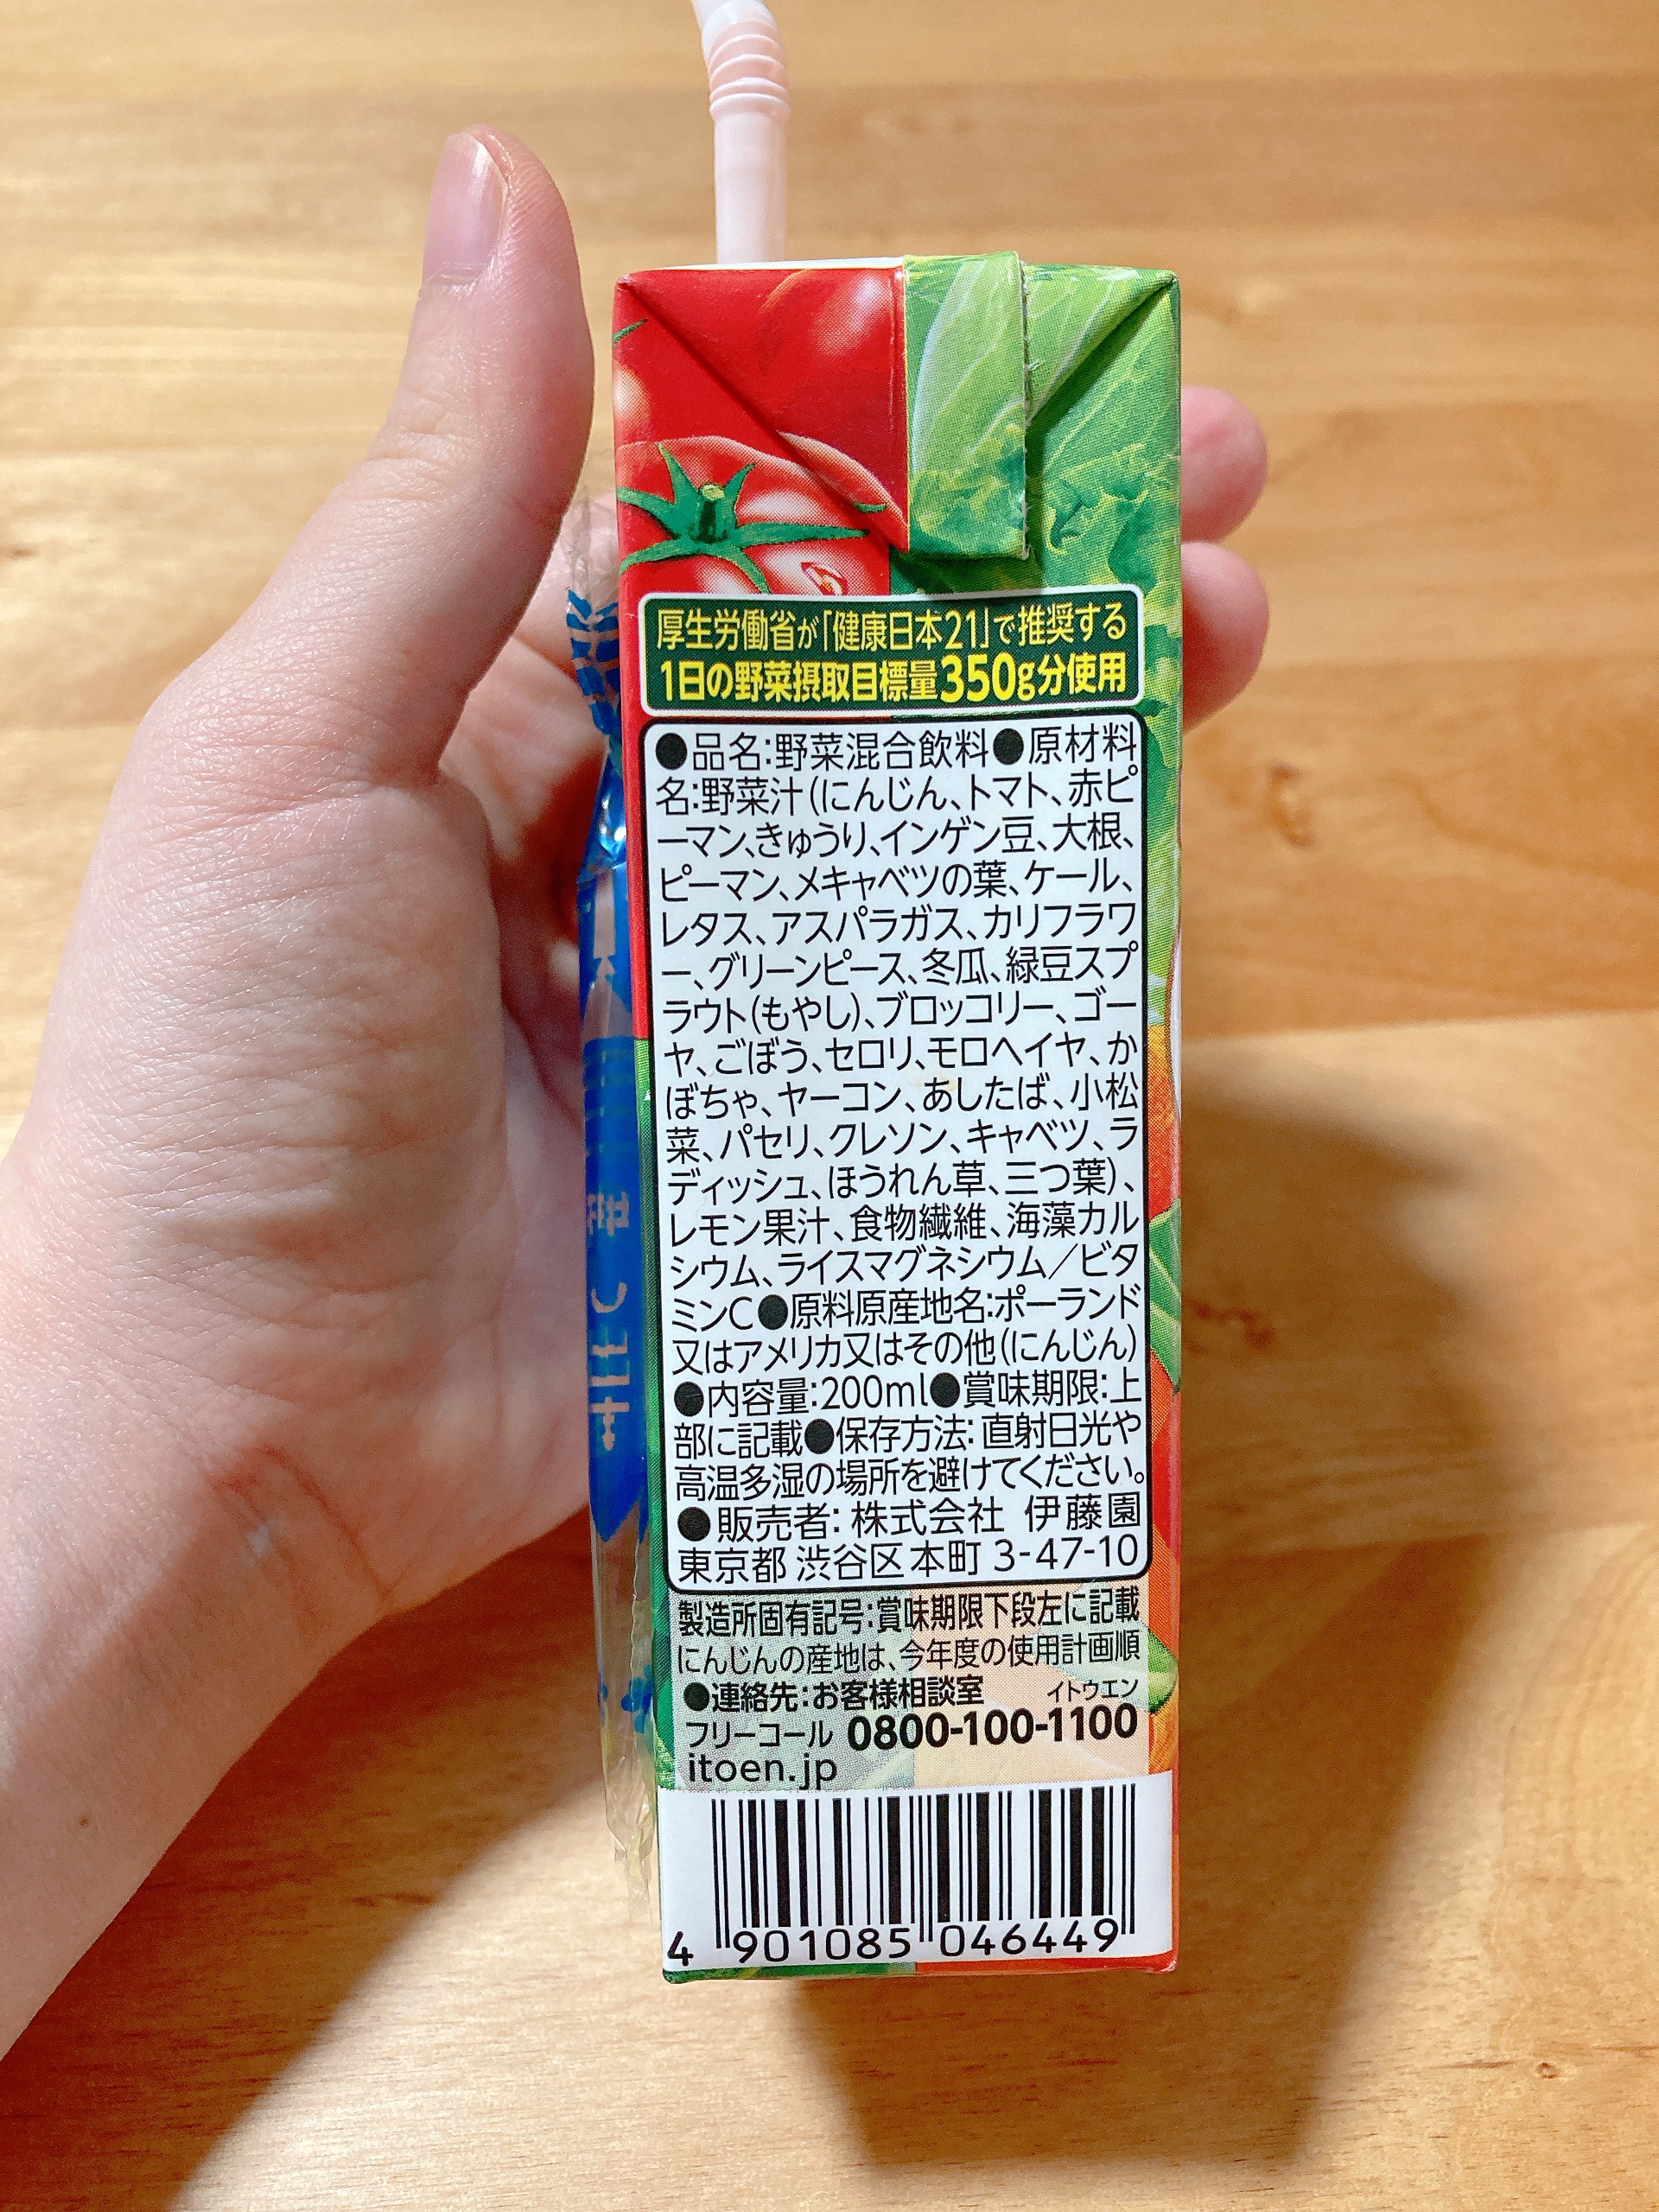 厚生労働省が「健康日本21」で推奨する
1日の野菜摂取目標量350g分使用
●品名:野菜混合飲料●原材料
名:野菜汁(にんじん、トマト、赤ピ
ーマン、きゅうり、インゲン豆、大根、
ピーマン、メキャベツの葉、ケール、
レタス、アスパラガス、カリフラワ
ー、グリーンピース、冬瓜、緑豆スプ
ラウト(もやし)、ブロッコリー、ゴー
ヤ、ごぼう、セロリ、モロヘイヤ、か
ぼちゃ、ヤーコン、あしたば、小松
菜、パセリ、クレソン、キャベツ、ラ
ディッシュ、ほうれん草、三つ葉)、
レモン果汁、食物繊維、海藻カル
シウム、ライスマグネシウム/ビタ
ミンC●原料原産地名:ポーランド
又はアメリカ又はその他(にんじん)
●内容量:200ml●賞味期限:上
部に記載●保存方法:直射日光や
高温多湿の場所を避けてください。
●販売者:株式会社 伊藤園
東京都 渋谷区本町 3-47-10
製造所固有記号:賞味期限下段左に記載
にんじんの産地は、今年度の使用計画順
●連絡先:お客様相談室 イトウエン
フリーコール 0800-100-1100
itoen.jp
4 901085 046449